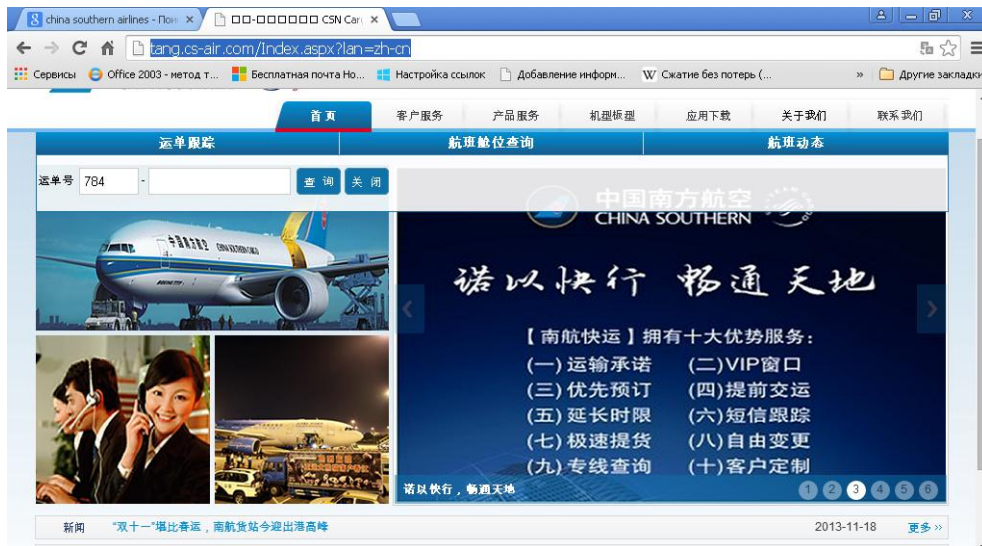 china southern airlines - Пои
□□-□□□□□□ CSN Car
tang.cs-air.com/Index.aspx?lan=zh-cn
Сервисы Office 2003 - метод т... Бесплатная почта Ho... Настройка ссылок Добавление информ... Сжатие без потерь (... » Другие закладки
首页 客户服务 产品服务 机型板型 应用下载 关于我们 联系我们
运单跟踪 航班舱位查询 航班动态
运单号 784 - 查 询 关 闭
中国南方航空
CHINA SOUTHERN
中国南方航空 CHINA SOUTHERN CARGO
诺以快行 畅通天地
【南航快运】拥有十大优势服务：
(一)运输承诺 (二)VIP窗口
(三)优先预订 (四)提前交运
(五)延长时限 (六)短信跟踪
(七)极速提货 (八)自由变更
(九)专线查询 (十)客户定制
诺以快行，畅通天地 1 2 3 4 5 6
新闻 “双十一”堪比春运，南航货站今迎出港高峰 2013-11-18 更多»